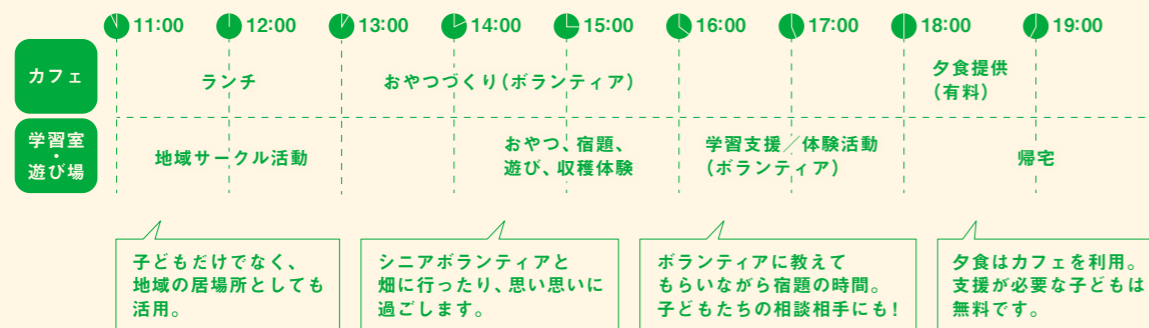 11:00 12:00 13:00 14:00 15:00 16:00 17:00 18:00 19:00
カフェ
ランチ
おやつづくり(ボランティア)
夕食提供
(有料)
学習室
・
遊び場
地域サークル活動
おやつ、宿題、
遊び、収穫体験
学習支援/体験活動
(ボランティア)
帰宅
子どもだけでなく、
地域の居場所としても
活用。
シニアボランティアと
畑に行ったり、思い思いに
過ごします。
ボランティアに教えて
もらいながら宿題の時間。
子どもたちの相談相手にも!
夕食はカフェを利用。
支援が必要な子どもは
無料です。